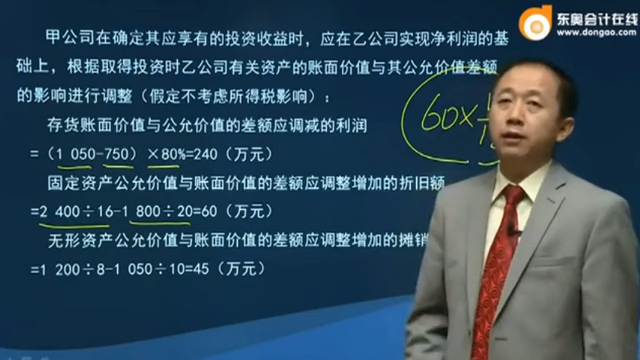 东奥会计在线
www.dongao.com
甲公司在确定其应享有的投资收益时，应在乙公司实现净利润的基
础上，根据取得投资时乙公司有关资产的账面价值与其公允价值差额
的影响进行调整（假定不考虑所得税影响）：
存货账面价值与公允价值的差额应调减的利润
=（1 050-750）×80%=240（万元）
固定资产公允价值与账面价值的差额应调整增加的折旧额
=2 400÷16-1 800÷20=60（万元）
无形资产公允价值与账面价值的差额应调整增加的摊销
=1 200÷8-1 050÷10=45（万元）
60×